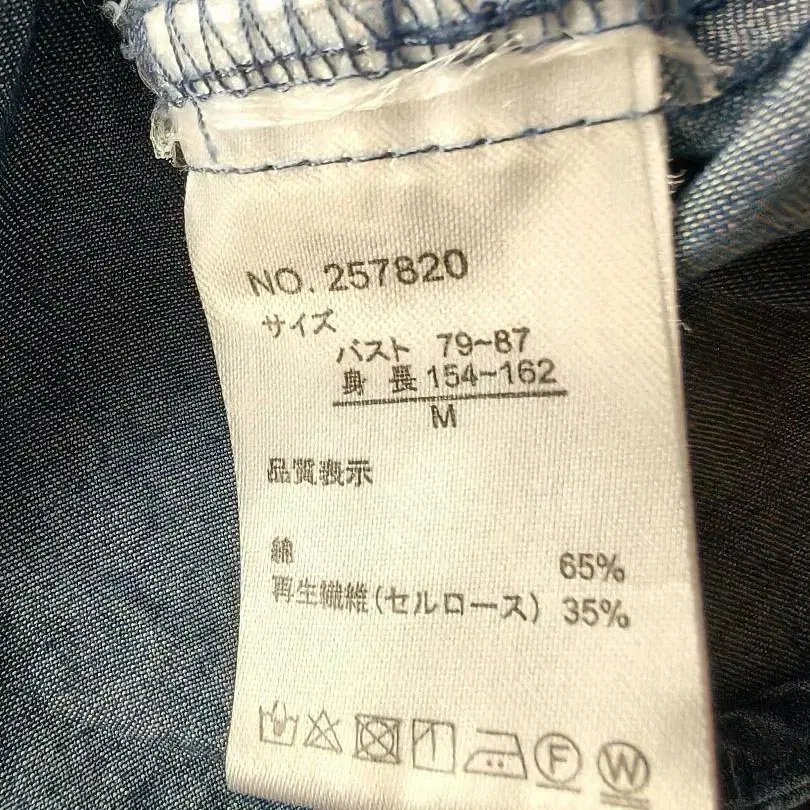 NO. 257820
サイズ
バスト 79~87
身 長 154~162
M
品質表示
綿 65%
再生繊維(セルロース) 35%
F W